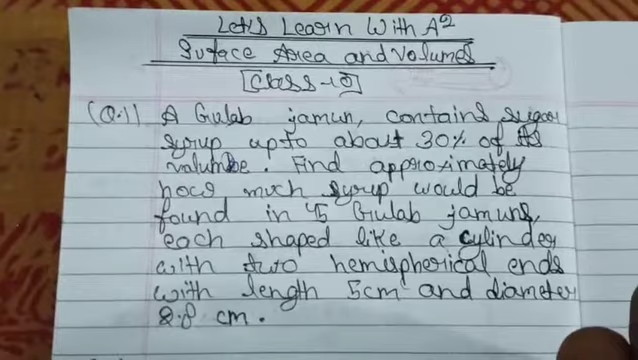 Let's Learn With A²
Surface Area and Volumes
[Class-10]
(Q.1) A Gulab jamun, contains sugar
syrup upto about 30% of its
valumbe. Find approximately
how much syrup would be
found in 45 Gulab jamuns,
each shaped like a cylinder
with two hemispherical ends
with length 5cm and diameter
2.8 cm.